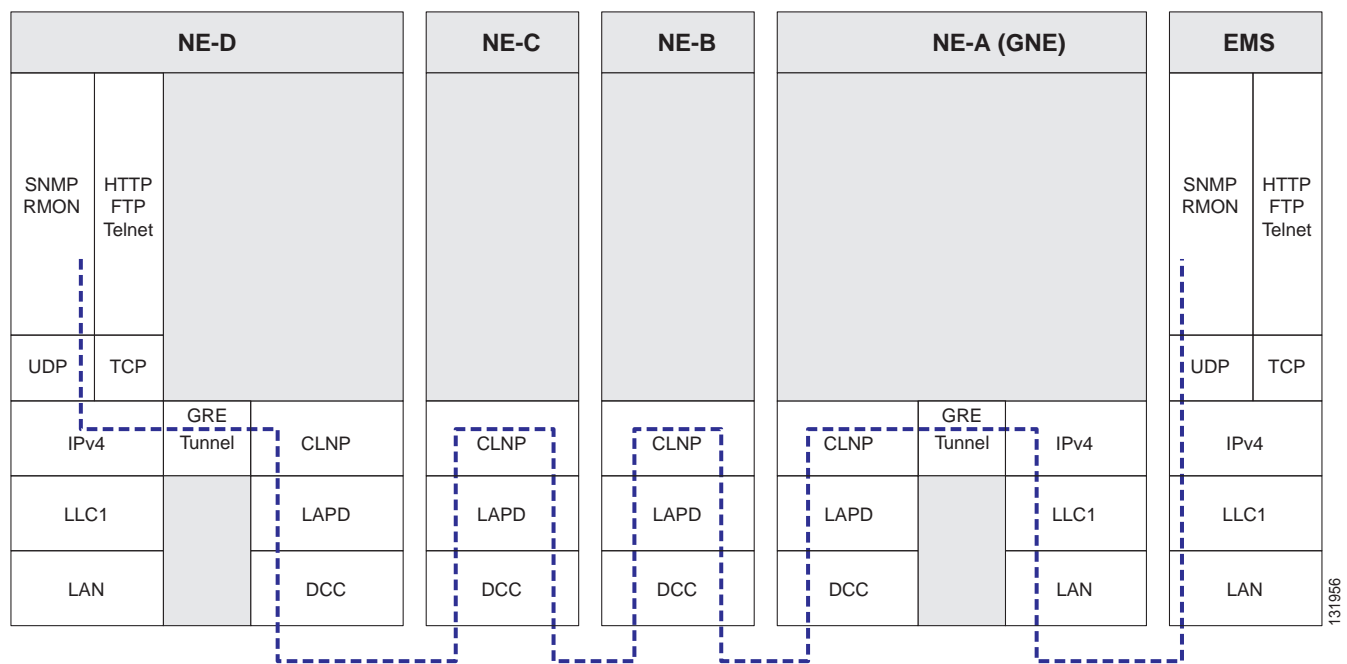 NE-D
NE-C
NE-B
NE-A (GNE)
EMS
SNMP
RMON
HTTP
FTP
Telnet
SNMP
RMON
HTTP
FTP
Telnet
UDP
TCP
UDP
TCP
IPv4
GRE
Tunnel
CLNP
CLNP
CLNP
CLNP
GRE
Tunnel
IPv4
IPv4
LLC1
LAPD
LAPD
LAPD
LAPD
LLC1
LLC1
LAN
DCC
DCC
DCC
DCC
LAN
LAN
131956